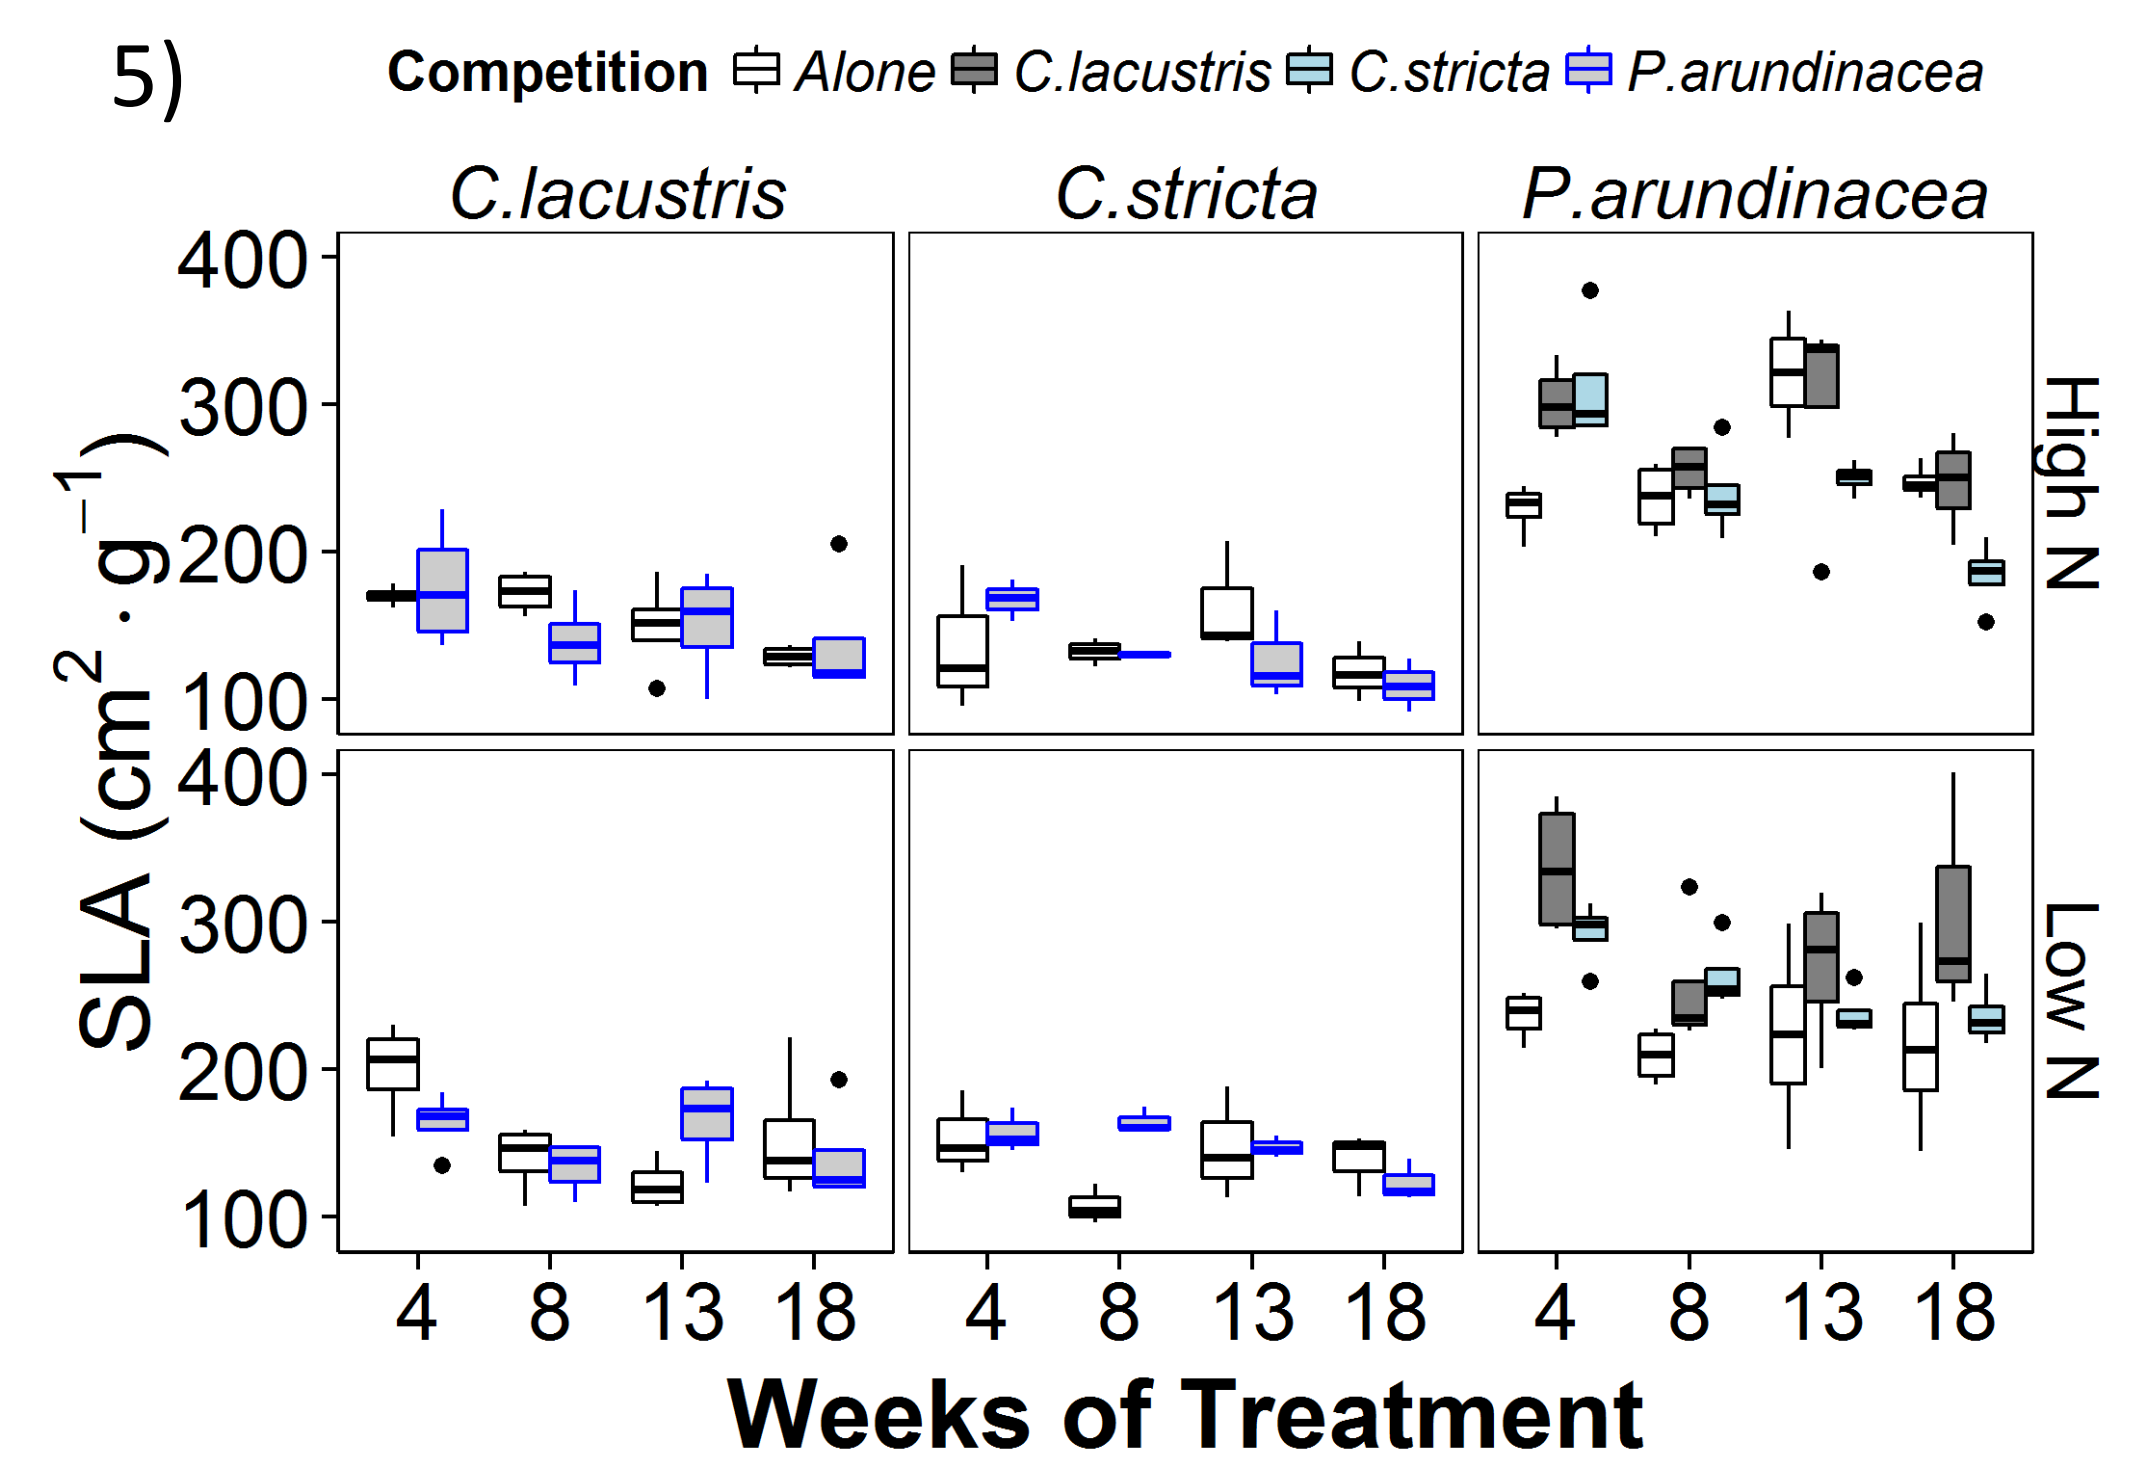 5)
Competition Alone C.lacustris C.stricta P.arundinacea
C.lacustris C.stricta P.arundinacea
400
300
200
100
High N
400
300
200
100
Low N
SLA (cm² · g⁻¹)
4 8 13 18 4 8 13 18 4 8 13 18
Weeks of Treatment